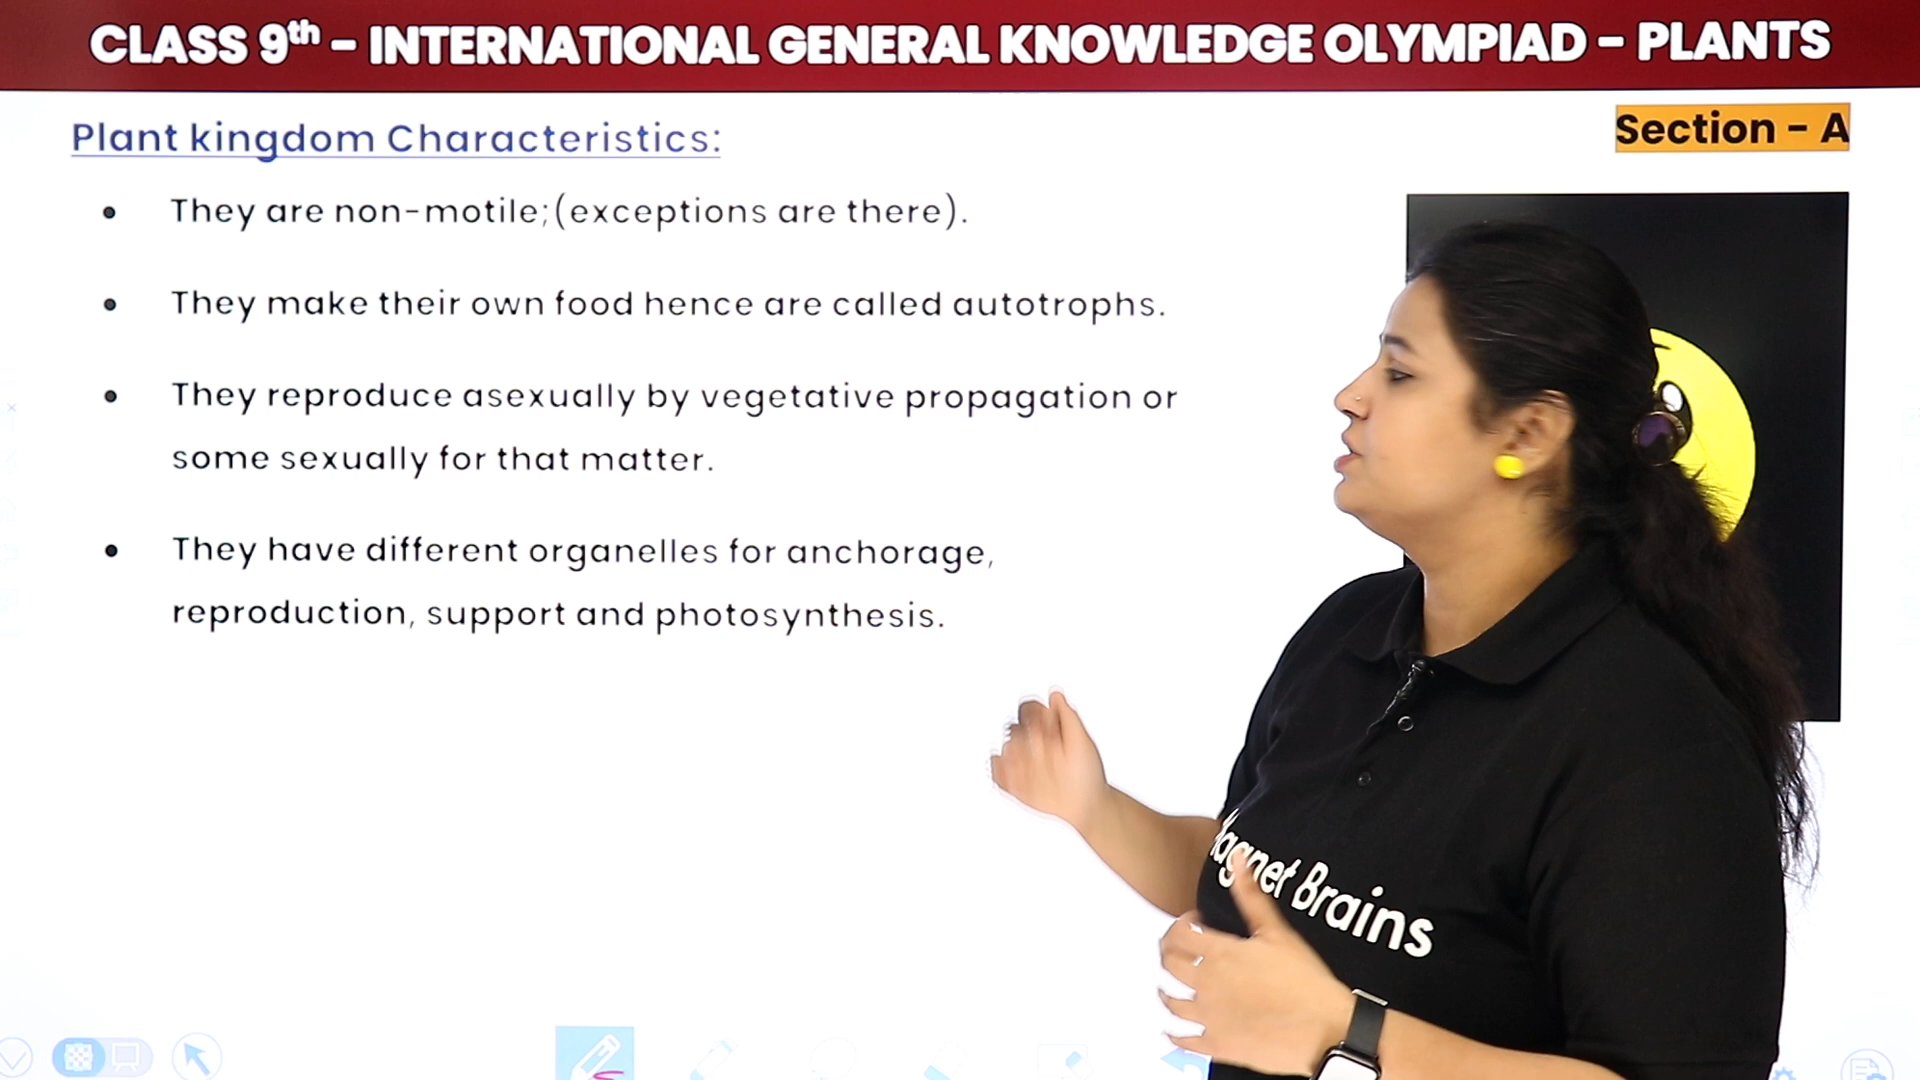 CLASS 9th – INTERNATIONAL GENERAL KNOWLEDGE OLYMPIAD – PLANTS
Plant kingdom Characteristics:
Section – A
• They are non-motile;(exceptions are there).
• They make their own food hence are called autotrophs.
• They reproduce asexually by vegetative propagation or
some sexually for that matter.
• They have different organelles for anchorage,
reproduction, support and photosynthesis.
Magnet Brains